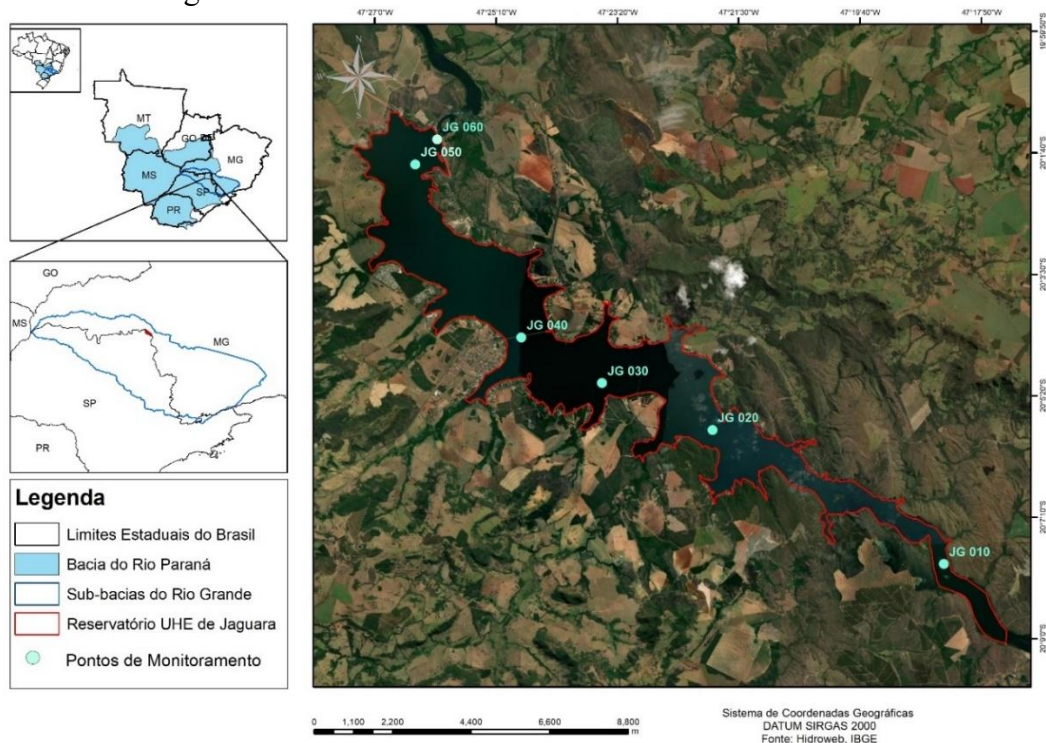 47°27'0"W 47°25'10"W 47°23'20"W 47°21'30"W 47°19'40"W 47°17'50"W
MT
GO
MG
MS
SP
PR
GO
MS
MG
SP
PR
Legenda
Limites Estaduais do Brasil
Bacia do Rio Paraná
Sub-bacias do Rio Grande
Reservatório UHE de Jaguara
Pontos de Monitoramento
N
JG 060
JG 050
JG 040
JG 030
JG 020
JG 010
19°59'50"S
20°1'40"S
20°3'30"S
20°5'20"S
20°7'10"S
20°9'0"S
0 1,100 2,200 4,400 6,600 8,800
m
Sistema de Coordenadas Geográficas
DATUM SIRGAS 2000
Fonte: Hidroweb, IBGE